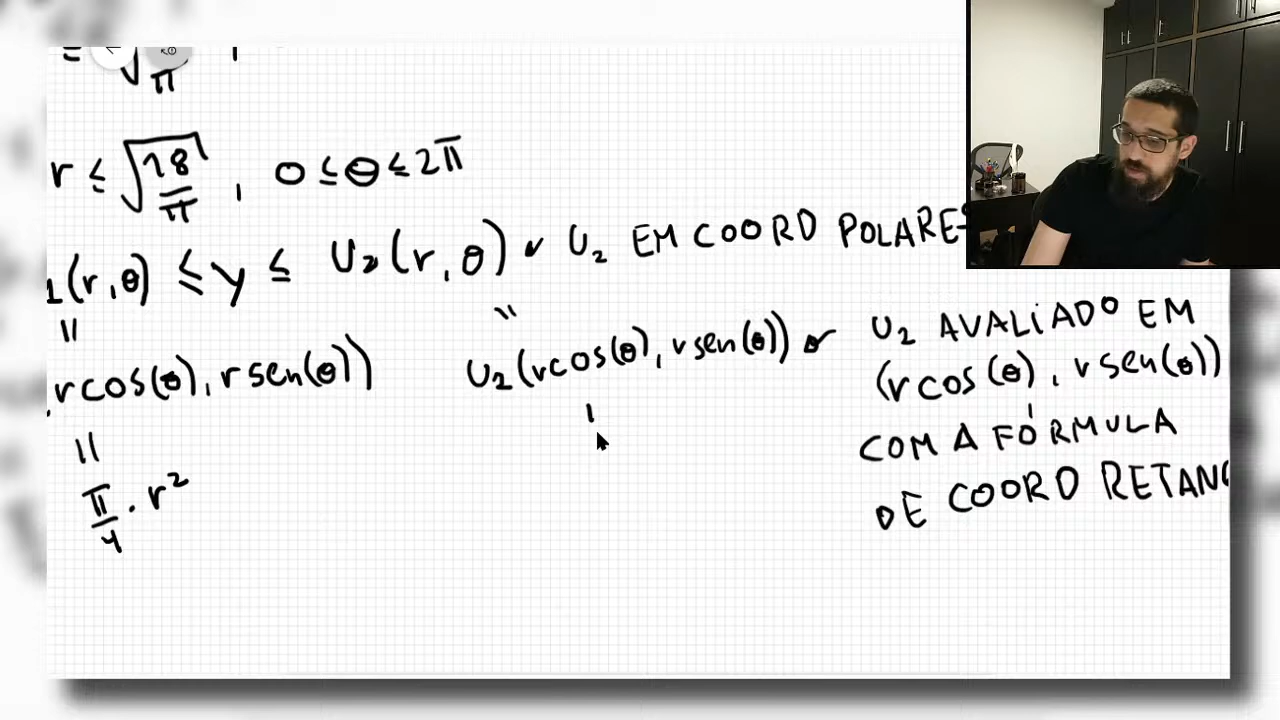 ≤ √ π ,
r ≤ √18/π , 0 ≤ θ ≤ 2π
1(r,θ) ≤ y ≤ U2(r,θ) U2 EM COORD POLARES
" "
rcos(θ), rsen(θ)) U2(rcos(θ), rsen(θ)) U2 AVALIADO EM
(rcos(θ), rsen(θ))
COM A FÓRMULA
DE COORD RETANG
"
π/4 · r²